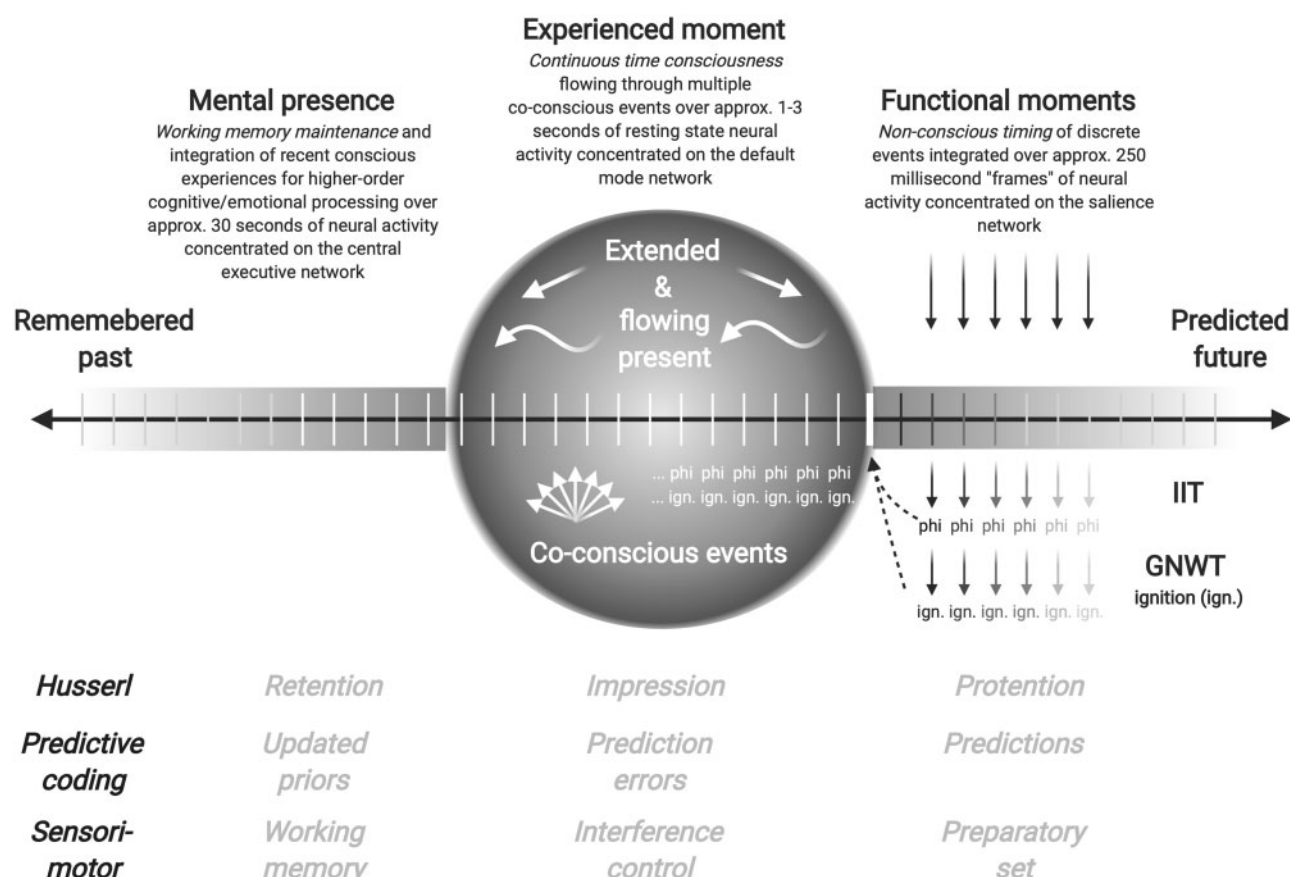 Experienced moment
Continuous time consciousness
flowing through multiple
co-conscious events over approx. 1-3
seconds of resting state neural
activity concentrated on the default
mode network
Mental presence
Working memory maintenance and
integration of recent conscious
experiences for higher-order
cognitive/emotional processing over
approx. 30 seconds of neural activity
concentrated on the central
executive network
Functional moments
Non-conscious timing of discrete
events integrated over approx. 250
millisecond "frames" of neural
activity concentrated on the salience
network
Extended
&
flowing
present
Rememebered
past
Predicted
future
... phi phi phi phi phi phi
... ign. ign. ign. ign. ign. ign.
Co-conscious events
IIT
phi phi phi phi phi phi
GNWT
ignition (ign.)
ign. ign. ign. ign. ign. ign.
Husserl Retention Impression Protention
Predictive Updated Prediction Predictions
coding priors errors
Sensori- Working Interference Preparatory
motor memory control set